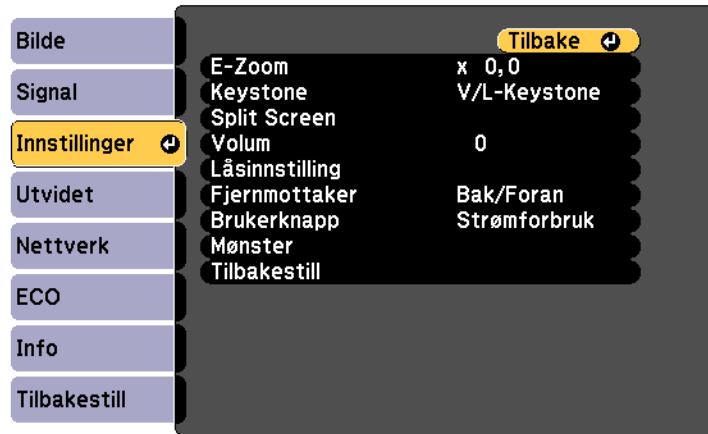 Bilde
Signal
Innstillinger
Utvidet
Nettverk
ECO
Info
Tilbakestill
Tilbake
E-Zoom x 0,0
Keystone V/L-Keystone
Split Screen
Volum 0
Låsinnstilling
Fjernmottaker Bak/Foran
Brukerknapp Strømforbruk
Mønster
Tilbakestill